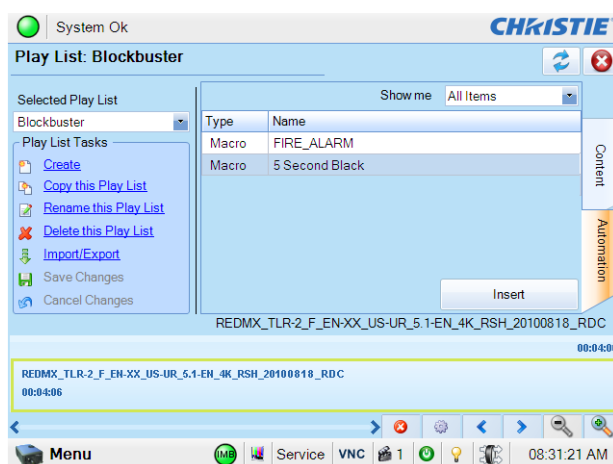 System Ok
CHRISTIE
Play List: Blockbuster
Selected Play List
Blockbuster
Play List Tasks
Create
Copy this Play List
Rename this Play List
Delete this Play List
Import/Export
Save Changes
Cancel Changes
Show me All Items
Type Name
Macro FIRE_ALARM
Macro 5 Second Black
Insert
Content
Automation
REDMX_TLR-2_F_EN-XX_US-UR_5.1-EN_4K_RSH_20100818_RDC
00:04:0
REDMX_TLR-2_F_EN-XX_US-UR_5.1-EN_4K_RSH_20100818_RDC
00:04:06
Menu IMB Service VNC 1 08:31:21 AM